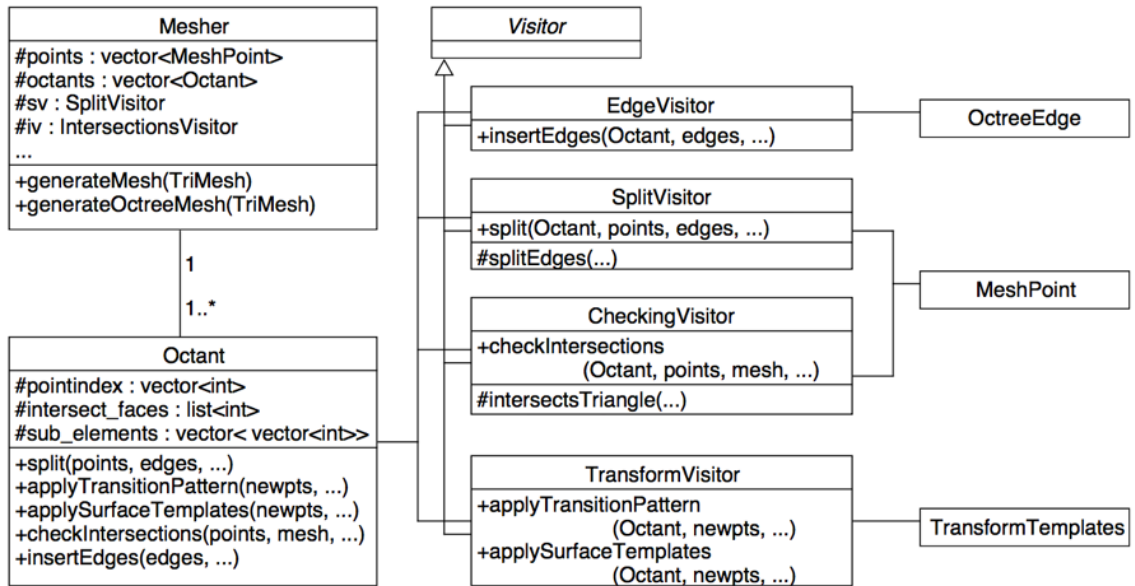 Mesher
#points : vector<MeshPoint>
#octants : vector<Octant>
#sv : SplitVisitor
#iv : IntersectionsVisitor
...
+generateMesh(TriMesh)
+generateOctreeMesh(TriMesh)
1
1..*
Octant
#pointindex : vector<int>
#intersect_faces : list<int>
#sub_elements : vector< vector<int>>
+split(points, edges, ...)
+applyTransitionPattern(newpts, ...)
+applySurfaceTemplates(newpts, ...)
+checkIntersections(points, mesh, ...)
+insertEdges(edges, ...)
Visitor
EdgeVisitor
+insertEdges(Octant, edges, ...)
SplitVisitor
+split(Octant, points, edges, ...)
#splitEdges(...)
CheckingVisitor
+checkIntersections
(Octant, points, mesh, ...)
#intersectsTriangle(...)
TransformVisitor
+applyTransitionPattern
(Octant, newpts, ...)
+applySurfaceTemplates
(Octant, newpts, ...)
OctreeEdge
MeshPoint
TransformTemplates